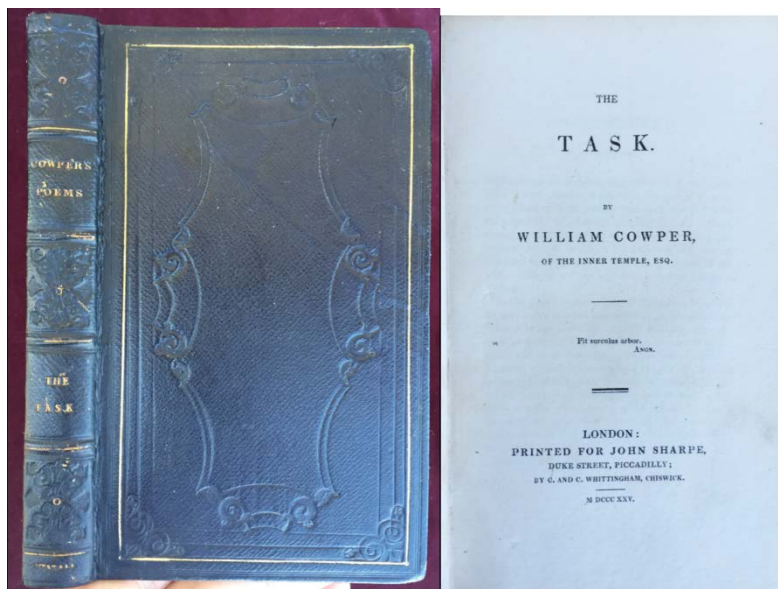 COWPER'S
POEMS
THE
TASK
THE
TASK.
BY
WILLIAM COWPER,
OF THE INNER TEMPLE, ESQ.
Fit surculus arbor.
ANON.
LONDON:
PRINTED FOR JOHN SHARPE,
DUKE STREET, PICCADILLY;
BY C. AND C. WHITTINGHAM, CHISWICK.
M DCCC XXV.